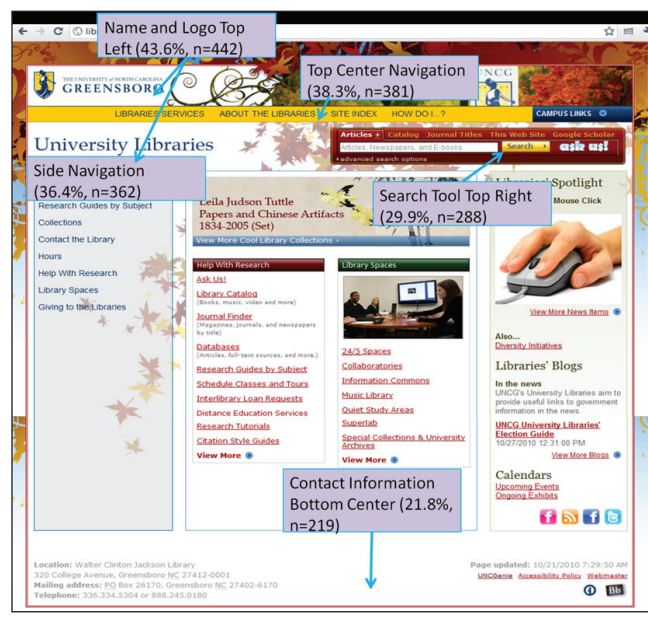 lib
Name and Logo Top
Left (43.6%, n=442)
THE UNIVERSITY of NORTH CAROLINA
GREENSBORO
Top Center Navigation
(38.3%, n=381)
UNCG
LIBRARIES SERVICES ABOUT THE LIBRARIES SITE INDEX HOW DO I...?
CAMPUS LINKS
University Libraries
Articles Catalog Journal Titles This Web Site Google Scholar
Articles, Newspapers, and E-books
Search
ask us!
advanced search options
Side Navigation
(36.4%, n=362)
Research Guides by Subject
Collections
Contact the Library
Hours
Help With Research
Library Spaces
Giving to the Libraries
Leila Judson Tuttle
Papers and Chinese Artifacts
1834-2005 (Set)
View More Cool Library Collections
Search Tool Top Right
(29.9%, n=288)
Libraries' Spotlight
Mouse Click
View More News Items
Help With Research
Ask Us!
Library Catalog
(Books, music, video and more)
Journal Finder
(Magazines, journals, and newspapers
by title)
Databases
(Articles, full-text sources, and more.)
Research Guides by Subject
Schedule Classes and Tours
Interlibrary Loan Requests
Distance Education Services
Research Tutorials
Citation Style Guides
View More
Library Spaces
24/5 Spaces
Collaboratories
Information Commons
Music Library
Quiet Study Areas
Superlab
Special Collections & University
Archives
View More
Also...
Diversity Initiatives
Libraries' Blogs
In the news
UNCG's University Libraries aim to
provide useful links to government
information in the news.
UNCG University Libraries'
Election Guide
10/27/2010 12:31:00 PM
View More Blogs
Calendars
Upcoming Events
Ongoing Exhibits
Contact Information
Bottom Center (21.8%,
n=219)
Location: Walter Clinton Jackson Library
320 College Avenue, Greensboro NC 27412-0001
Mailing address: PO Box 26170, Greensboro NC 27402-6170
Telephone: 336.334.5304 or 888.245.0180
Page updated: 10/21/2010 7:29:50 AM
UNCGenie Accessibility Policy Webmaster
Bb